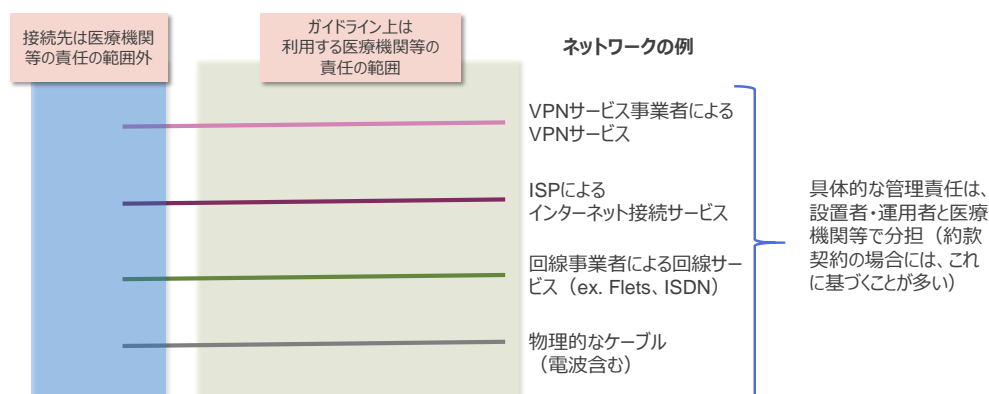 接続先は医療機関
等の責任の範囲外
ガイドライン上は
利用する医療機関等の
責任の範囲
ネットワークの例
VPNサービス事業者による
VPNサービス
ISPによる
インターネット接続サービス
回線事業者による回線サー
ビス（ex. Flets、ISDN）
物理的なケーブル
（電波含む）
具体的な管理責任は、
設置者・運用者と医療
機関等で分担（約款
契約の場合には、これ
に基づくことが多い）